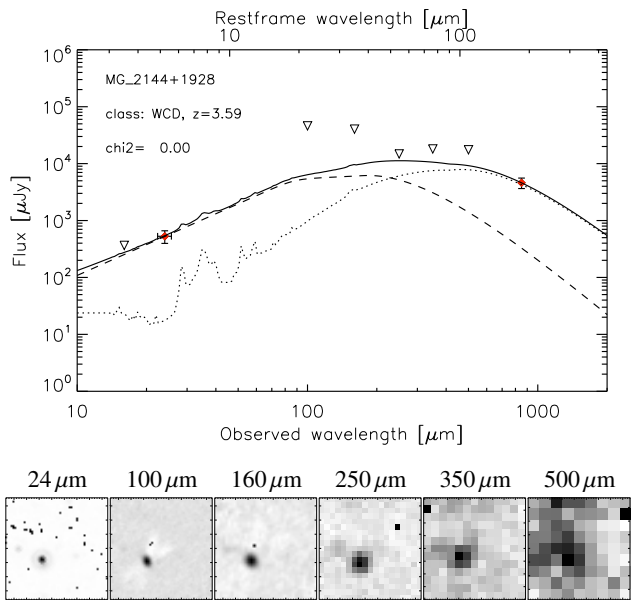 Restframe wavelength [μm]
10 100
10^6
10^5
10^4
10^3
10^2
10^1
10^0
Flux [μJy]
MG_2144+1928
class: WCD, z=3.59
chi2= 0.00
10 100 1000
Observed wavelength [μm]
24 μm 100 μm 160 μm 250 μm 350 μm 500 μm